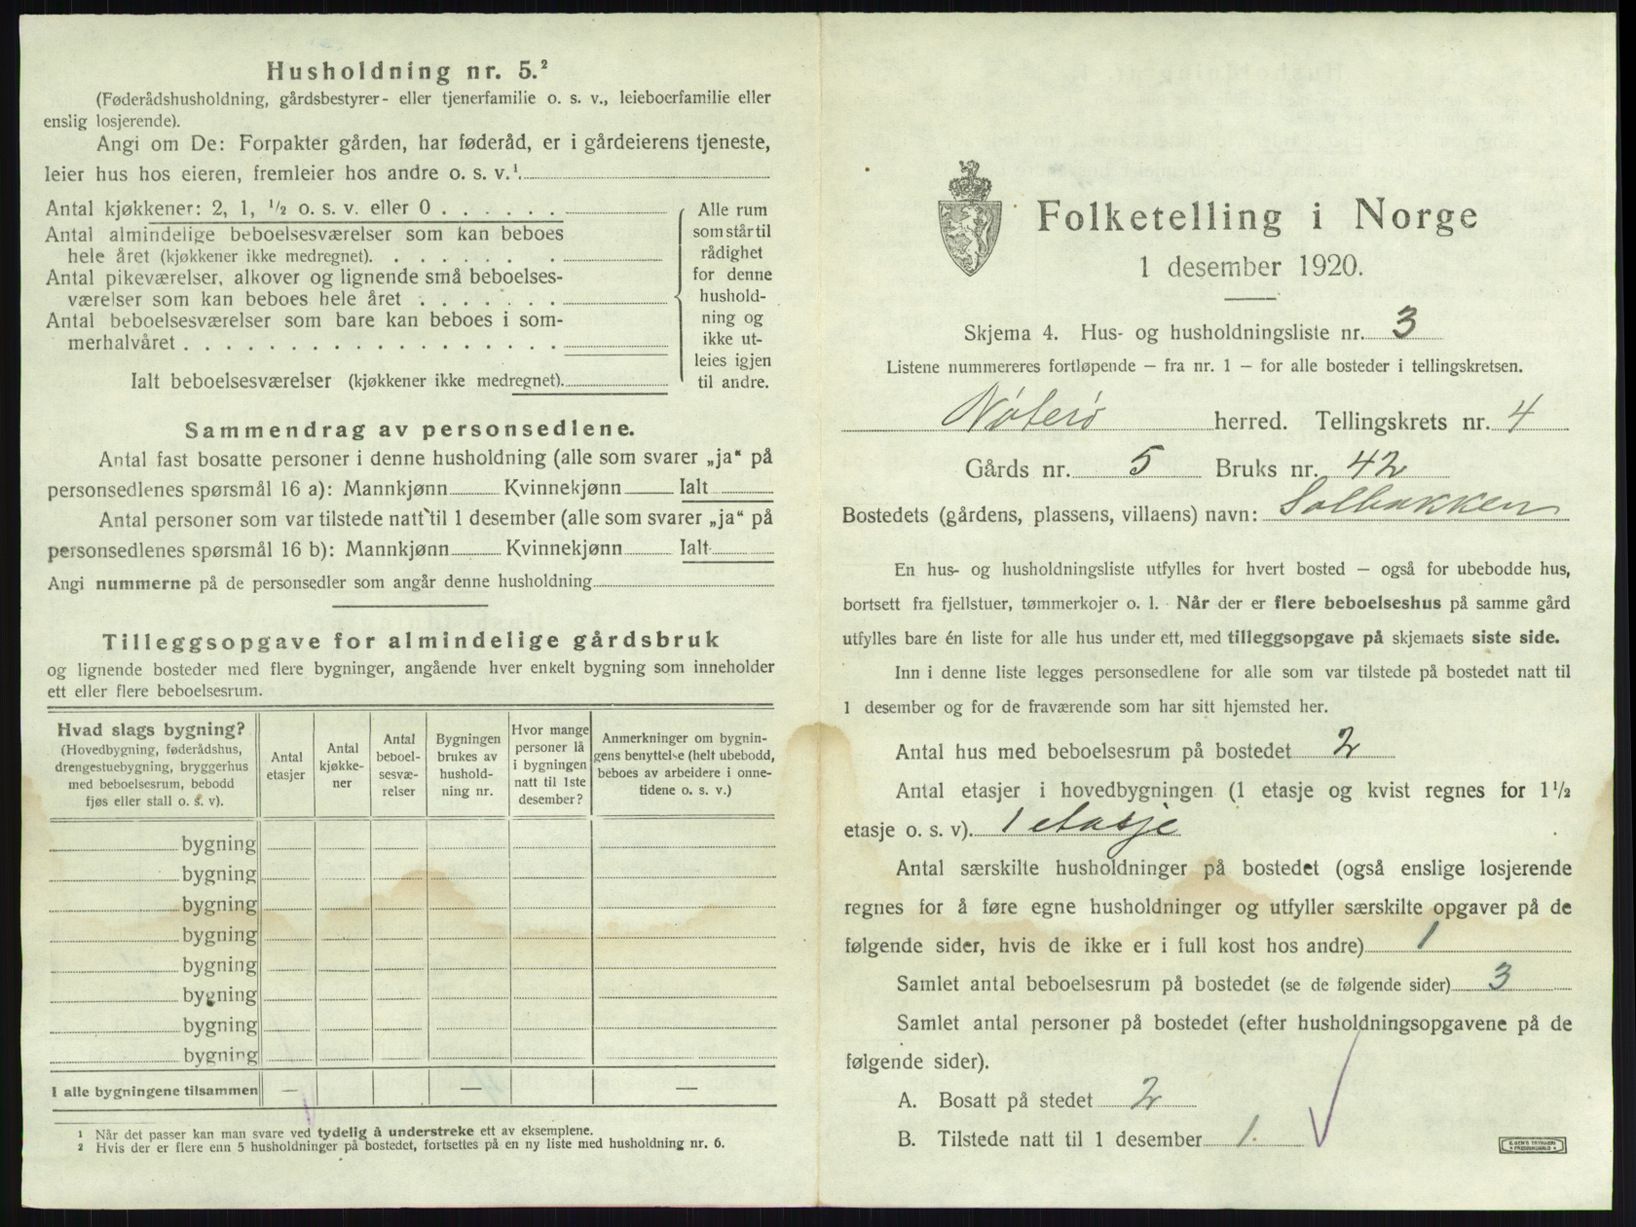 Husholdning nr. 5.²
(Føderådshusholdning, gårdsbestyrer- eller tjenerfamilie o. s. v., leieboerfamilie eller
enslig losjerende).
Angi om De: Forpakter gården, har føderåd, er i gårdeierens tjeneste,
leier hus hos eieren, fremleier hos andre o. s. v.¹.
Antal kjøkkener: 2, 1, ¹/₂ o. s. v. eller 0 . . . . . .
Antal almindelige beboelsesværelser som kan beboes
hele året (kjøkkener ikke medregnet). . . . . . . .
Antal pikeværelser, alkover og lignende små beboelses-
værelser som kan beboes hele året . . . . . . .
Antal beboelsesværelser som bare kan beboes i som-
merhalvåret . . . . . . . . . . . . . . . . . .
Ialt beboelsesværelser (kjøkkener ikke medregnet).
Alle rum
som står til
rådighet
for denne
hushold-
ning og
ikke ut-
leies igjen
til andre.
Sammendrag av personsedlene.
Antal fast bosatte personer i denne husholdning (alle som svarer „ja“ på
personsedlenes spørsmål 16 a): Mannkjønn Kvinnekjønn Ialt
Antal personer som var tilstede natt til 1 desember (alle som svarer „ja“ på
personsedlenes spørsmål 16 b): Mannkjønn Kvinnekjønn Ialt
Angi nummerne på de personsedler som angår denne husholdning
Tilleggsopgave for almindelige gårdsbruk
og lignende bosteder med flere bygninger, angående hver enkelt bygning som inneholder
ett eller flere beboelsesrum.
Hvad slags bygning?
(Hovedbygning, føderådshus,
drengestuebygning, bryggerhus
med beboelsesrum, bebodd
fjøs eller stall o. s. v).
Antal
etasjer
Antal
kjøkke-
ner
Antal
beboel-
sesvæ-
relser
Bygningen
brukes av
hushold-
ning nr.
Hvor mange
personer lå
i bygningen
natt til 1ste
desember?
Anmerkninger om bygnin-
gens benyttelse (helt ubebodd,
beboes av arbeidere i onne-
tidene o. s. v.)
bygning
bygning
bygning
bygning
bygning
bygning
bygning
bygning
I alle bygningene tilsammen — — —
¹ Når det passer kan man svare ved tydelig å understreke ett av eksemplene.
² Hvis der er flere enn 5 husholdninger på bostedet, fortsettes på en ny liste med husholdning nr. 6.
Folketelling i Norge
1 desember 1920.
Skjema 4. Hus- og husholdningsliste nr. 3
Listene nummereres fortløpende — fra nr. 1 — for alle bosteder i tellingskretsen.
Nøterø herred. Tellingskrets nr. 4
Gårds nr. 5 Bruks nr. 42
Bostedets (gårdens, plassens, villaens) navn: Solbakken
En hus- og husholdningsliste utfylles for hvert bosted — også for ubebodde hus,
bortsett fra fjellstuer, tømmerkojer o. l. Når der er flere beboelseshus på samme gård
utfylles bare én liste for alle hus under ett, med tilleggsopgave på skjemaets siste side.
Inn i denne liste legges personsedlene for alle som var tilstede på bostedet natt til
1 desember og for de fraværende som har sitt hjemsted her.
Antal hus med beboelsesrum på bostedet 2
Antal etasjer i hovedbygningen (1 etasje og kvist regnes for 1¹/₂
etasje o. s. v). 1 etasje
Antal særskilte husholdninger på bostedet (også enslige losjerende
regnes for å føre egne husholdninger og utfyller særskilte opgaver på de
følgende sider, hvis de ikke er i full kost hos andre) 1
Samlet antal beboelsesrum på bostedet (se de følgende sider) 3
Samlet antal personer på bostedet (efter husholdningsopgavene på de
følgende sider).
A. Bosatt på stedet 2
B. Tilstede natt til 1 desember 1.